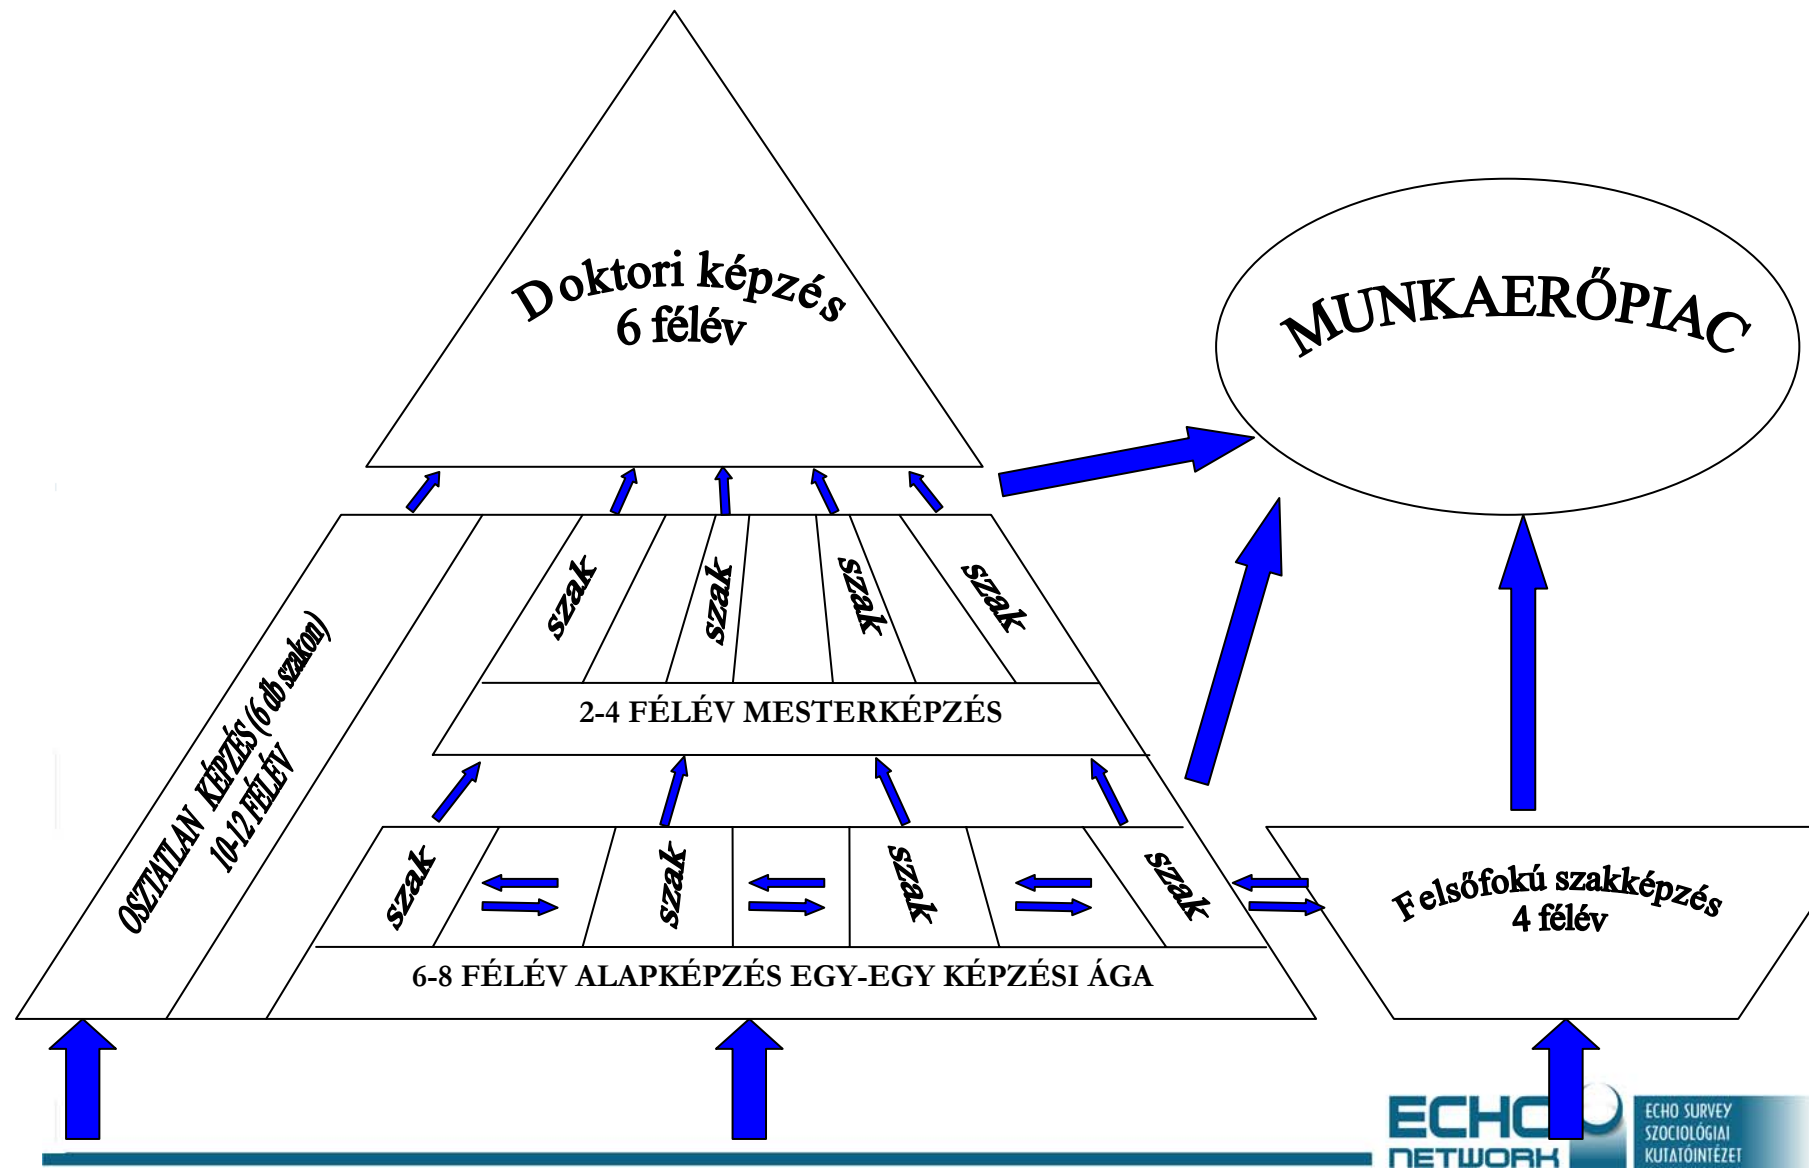 Doktori képzés
6 félév
MUNKAERŐPIAC
szak
szak
szak
szak
OSZTATLAN KÉPZÉS (6 db szakon)
10-12 FÉLÉV
2-4 FÉLÉV MESTERKÉPZÉS
szak
szak
szak
szak
Felsőfokú szakképzés
4 félév
6-8 FÉLÉV ALAPKÉPZÉS EGY-EGY KÉPZÉSI ÁGA
ECHO
NETWORK
ECHO SURVEY
SZOCIOLÓGIAI
KUTATÓINTÉZET